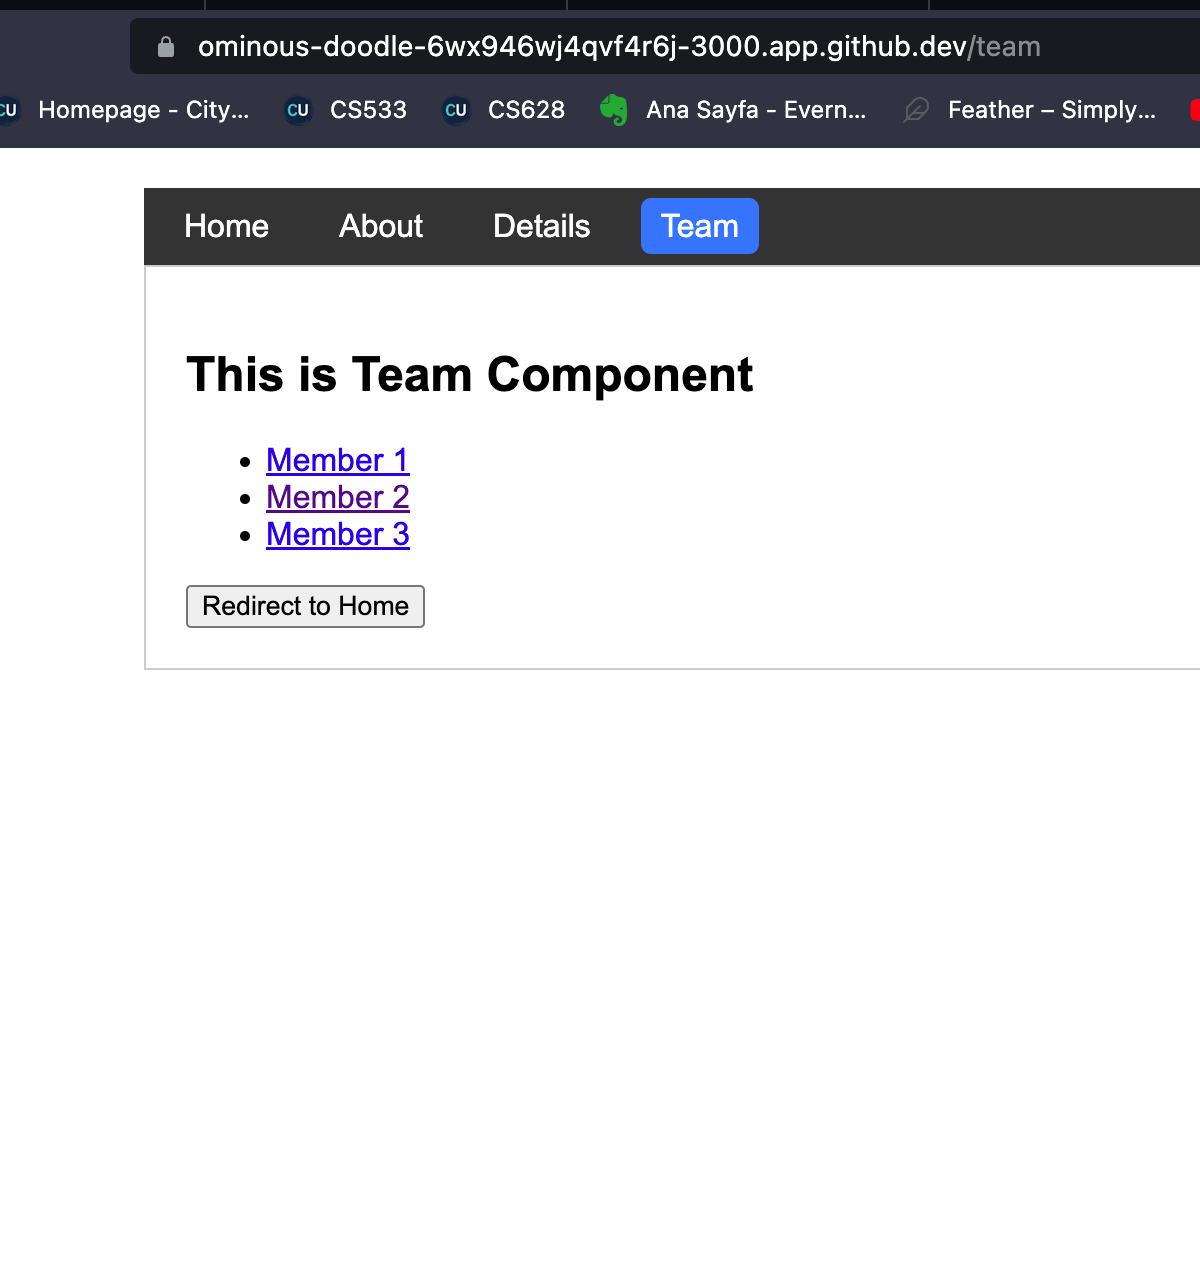 ominous-doodle-6wx946wj4qvf4r6j-3000.app.github.dev/team
CU Homepage - City... CU CS533 CU CS628 Ana Sayfa - Evern... Feather – Simply...
Home About Details Team
This is Team Component
• Member 1
• Member 2
• Member 3
Redirect to Home